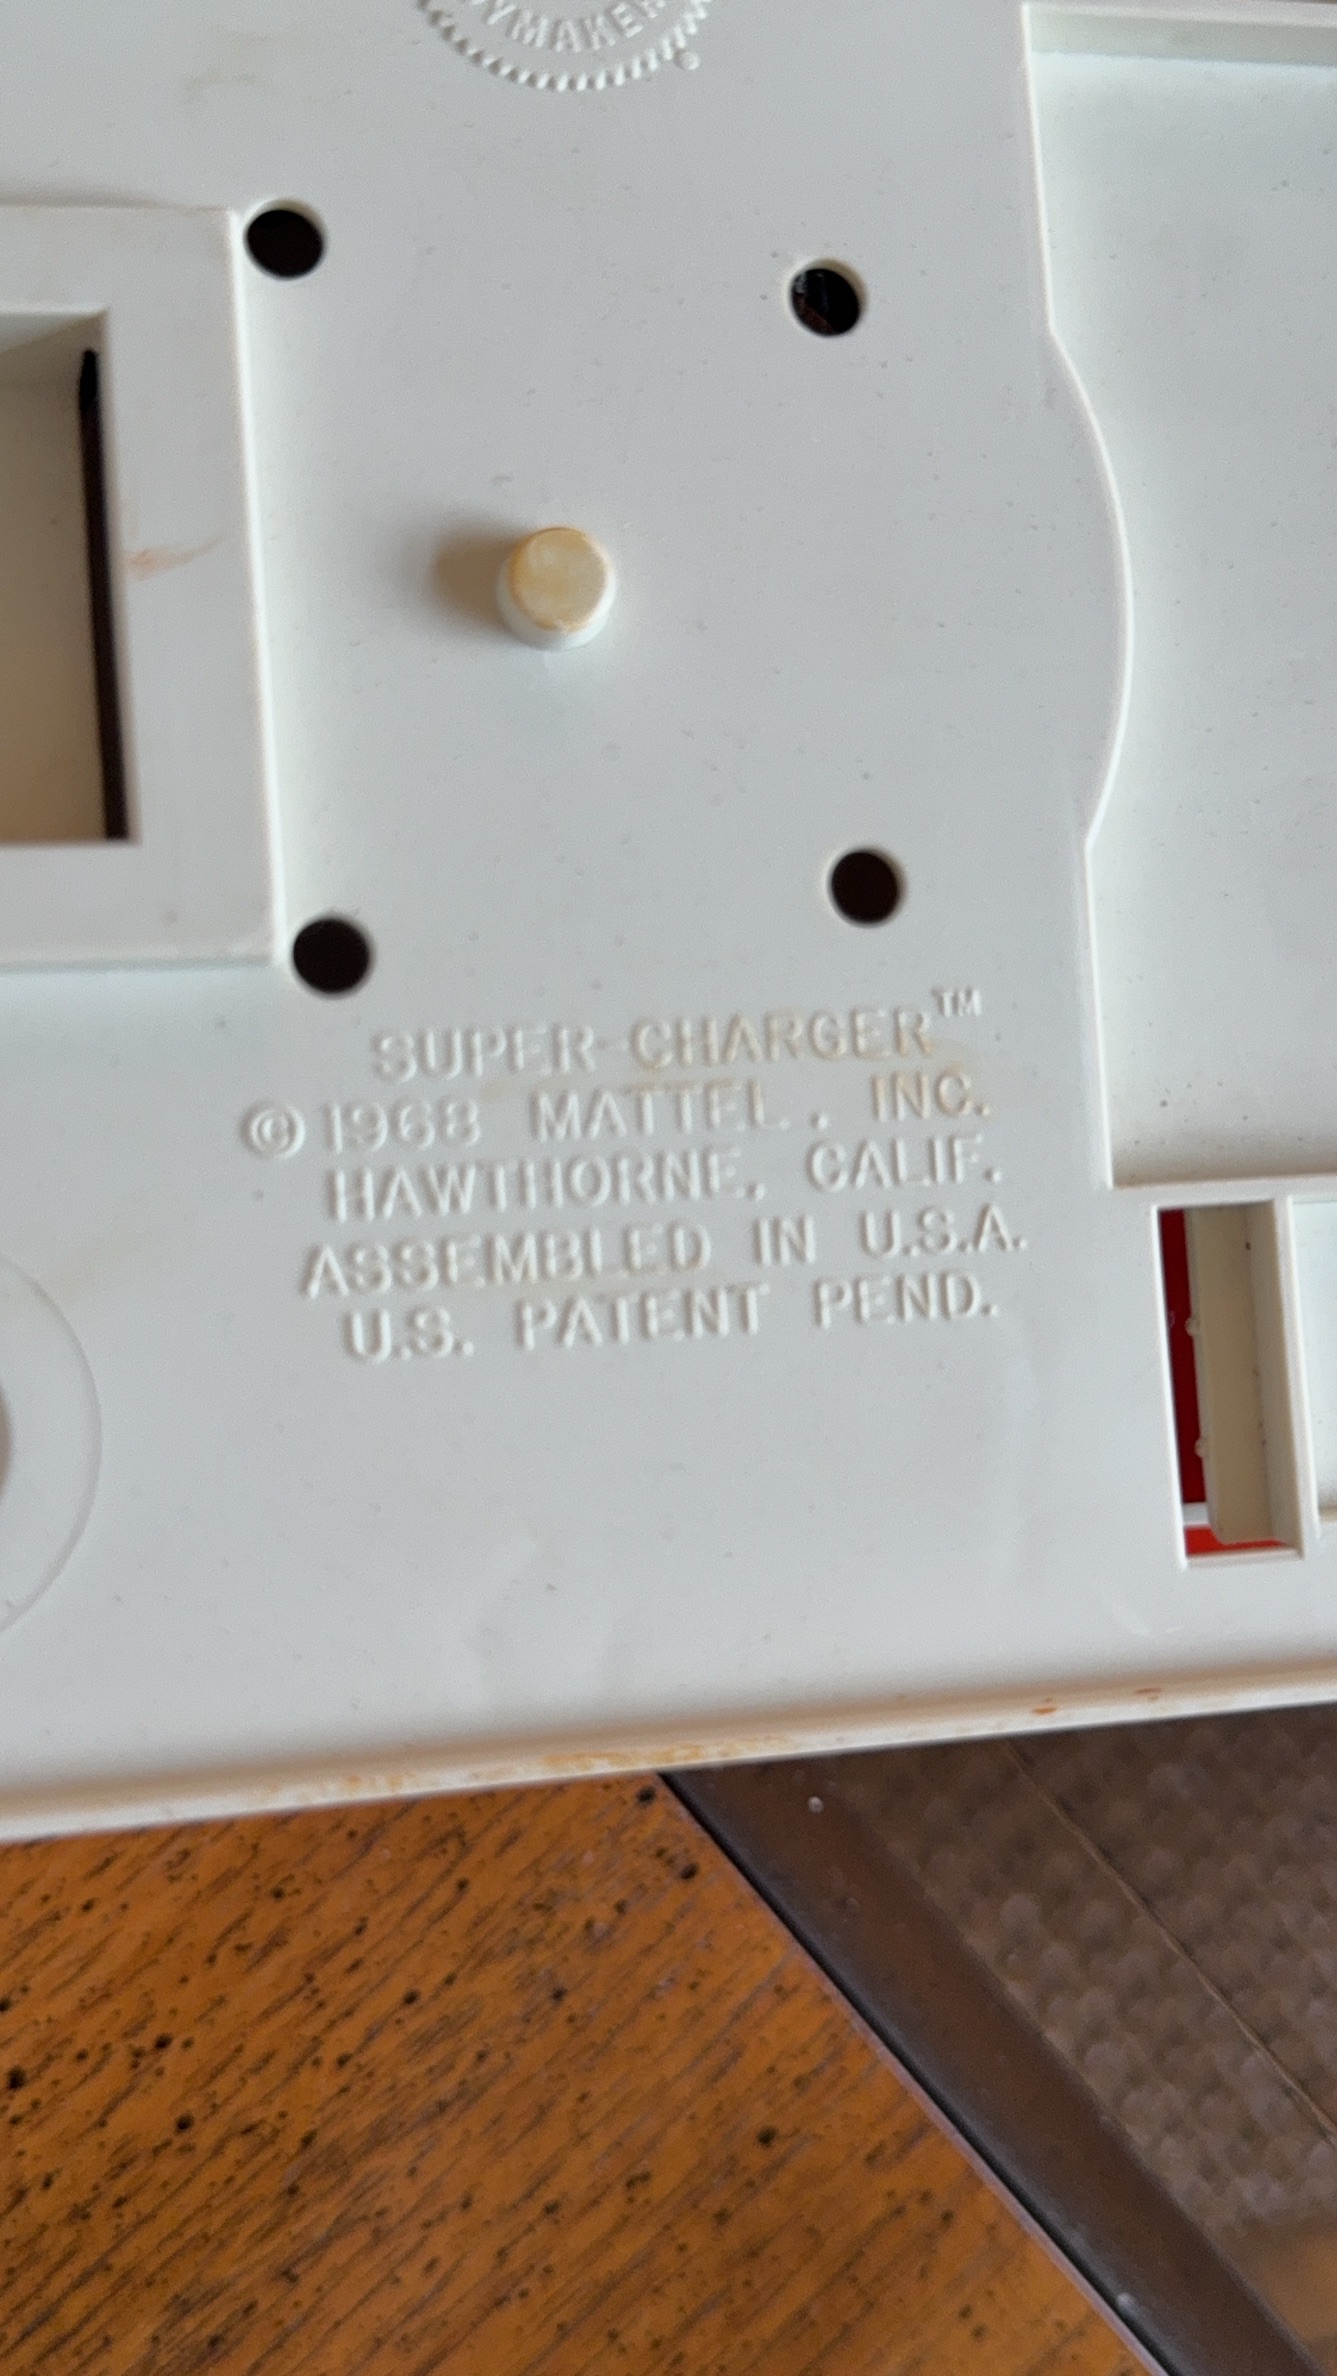 SUPER-CHARGER™
©1968 MATTEL, INC.
HAWTHORNE, CALIF.
ASSEMBLED IN U.S.A.
U.S. PATENT PEND.